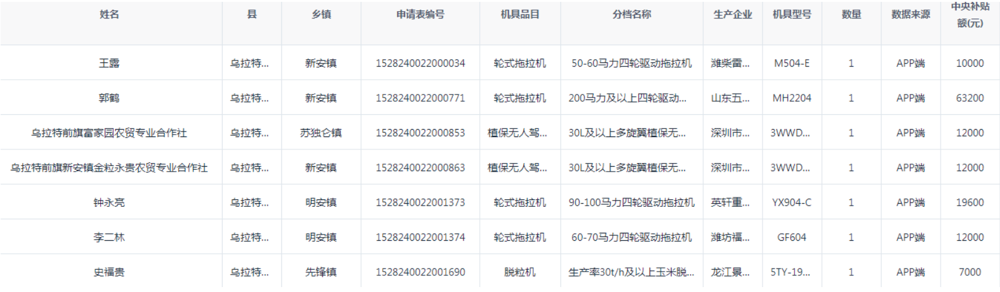 姓名 县 乡镇 申请表编号 机具品目 分档名称 生产企业 机具型号 数量 数据来源 中央补贴额(元)
王露 乌拉特... 新安镇 1528240022000034 轮式拖拉机 50-60马力四轮驱动拖拉机 潍柴雷... M504-E 1 APP端 10000
郭鹤 乌拉特... 新安镇 1528240022000771 轮式拖拉机 200马力及以上四轮驱动... 山东五... MH2204 1 APP端 63200
乌拉特前旗富家园农贸专业合作社 乌拉特... 苏独仑镇 1528240022000853 植保无人驾... 30L及以上多旋翼植保无... 深圳市... 3WWD... 1 APP端 12000
乌拉特前旗新安镇金粒永贵农贸专业合作社 乌拉特... 新安镇 1528240022000863 植保无人驾... 30L及以上多旋翼植保无... 深圳市... 3WWD... 1 APP端 12000
钟永亮 乌拉特... 明安镇 1528240022001373 轮式拖拉机 90-100马力四轮驱动拖拉机 英轩重... YX904-C 1 APP端 19600
李二林 乌拉特... 明安镇 1528240022001374 轮式拖拉机 60-70马力四轮驱动拖拉机 潍坊福... GF604 1 APP端 12000
史福贵 乌拉特... 先锋镇 1528240022001690 脱粒机 生产率30t/h及以上玉米脱... 龙江景... 5TY-19... 1 APP端 7000